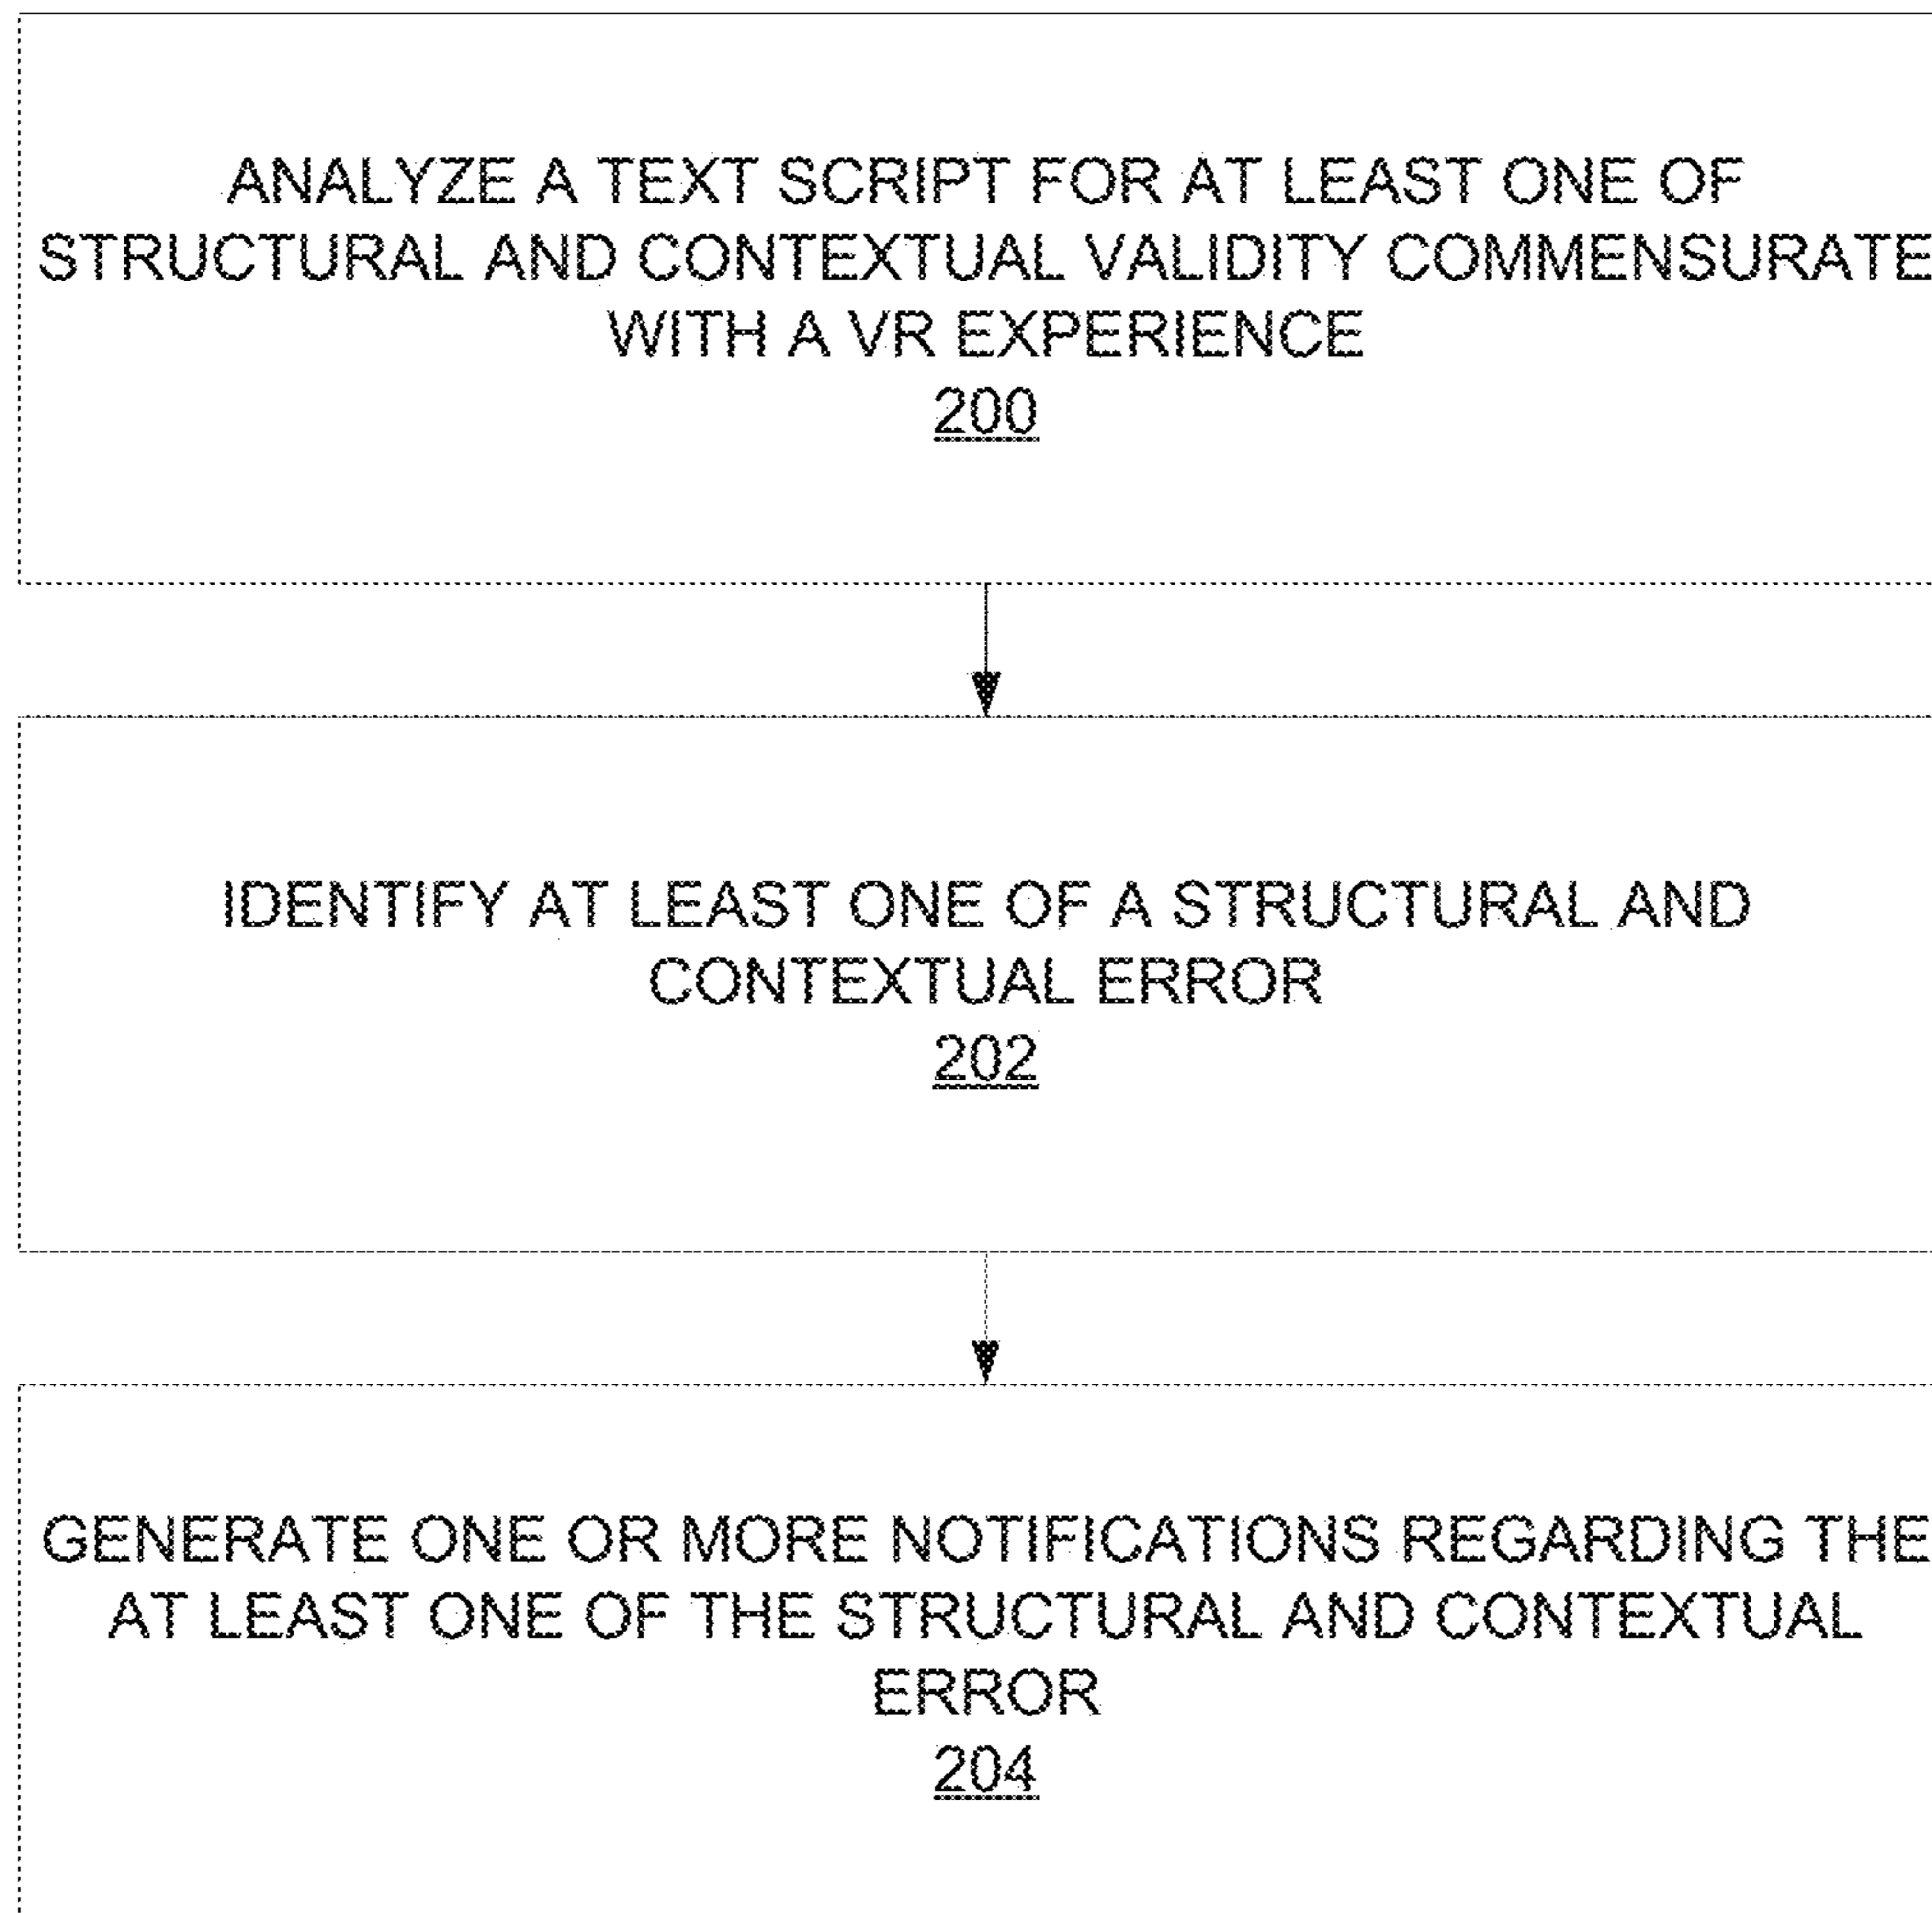 ANALYZE A TEXT SCRIPT FOR AT LEAST ONE OF
STRUCTURAL AND CONTEXTUAL VALIDITY COMMENSURATE
WITH A VR EXPERIENCE
200
IDENTIFY AT LEAST ONE OF A STRUCTURAL AND
CONTEXTUAL ERROR
202
GENERATE ONE OR MORE NOTIFICATIONS REGARDING THE
AT LEAST ONE OF THE STRUCTURAL AND CONTEXTUAL
ERROR
204